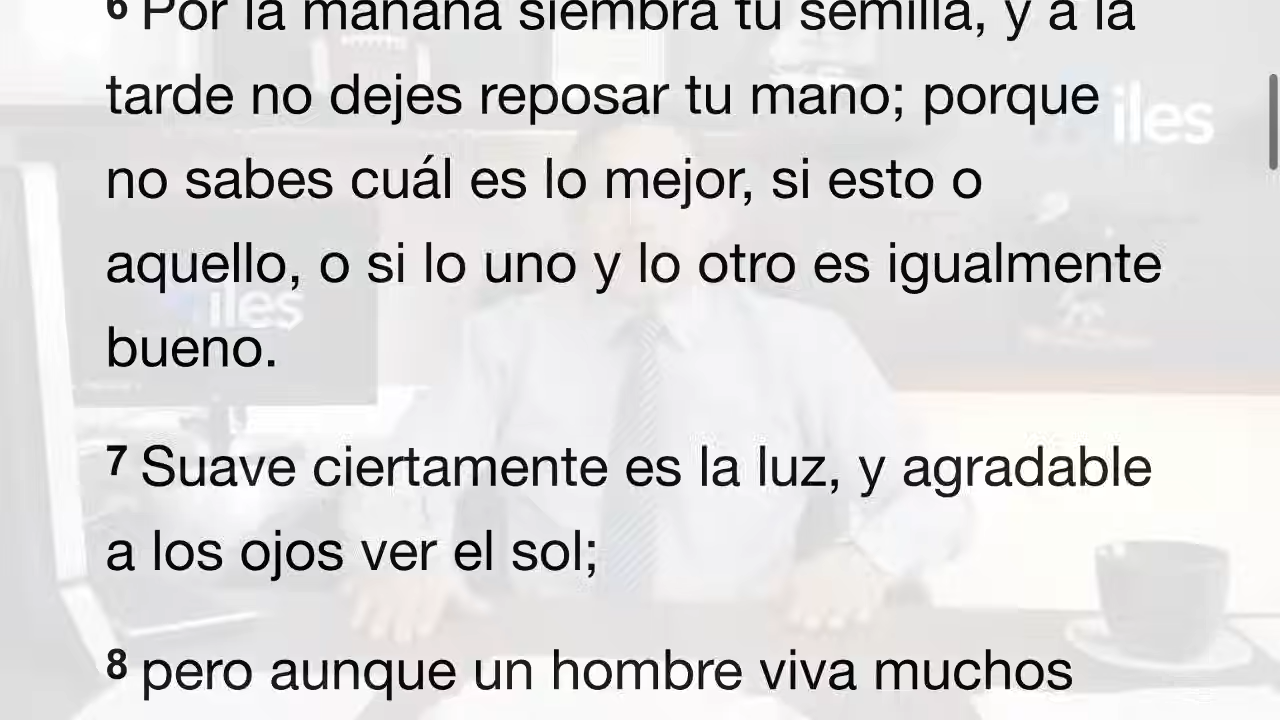 6 Por la mañana siembra tu semilla, y a la
tarde no dejes reposar tu mano; porque
iles
no sabes cuál es lo mejor, si esto o
aquello, o si lo uno y lo otro es igualmente
iles
bueno.
7 Suave ciertamente es la luz, y agradable
a los ojos ver el sol;
8 pero aunque un hombre viva muchos